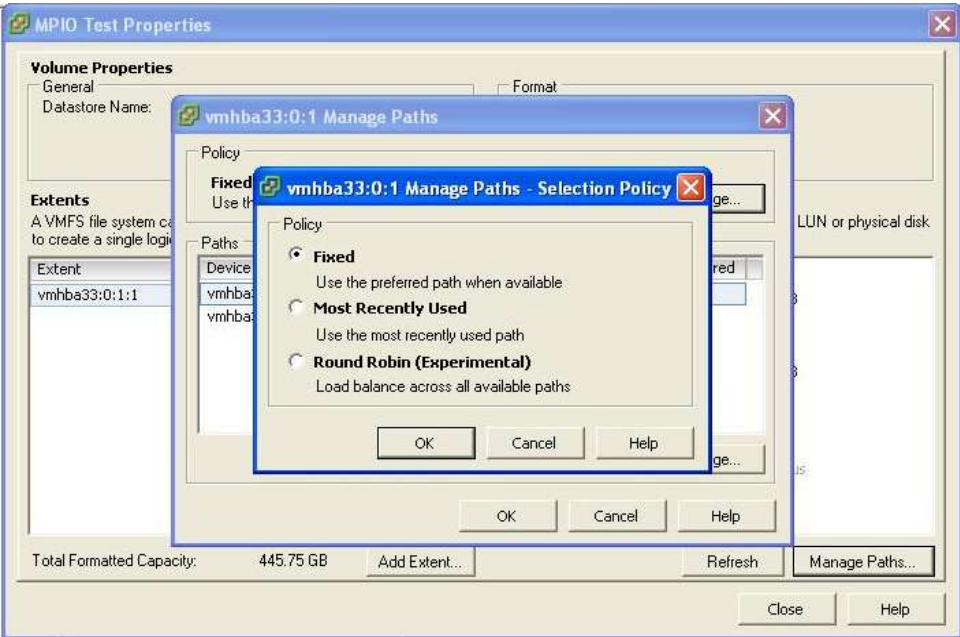 MPIO Test Properties
Volume Properties
General
Format
Datastore Name:
vmhba33:0:1 Manage Paths
Policy
Fixed
vmhba33:0:1 Manage Paths - Selection Policy
Extents
A VMFS file system
LUN or physical disk
to create a single
Policy
Fixed
Use the preferred path when available
Most Recently Used
Use the most recently used path
Round Robin (Experimental)
Load balance across all available paths
OK Cancel Help
Paths
Device
Extent
vmhba33:0:1:1
OK Cancel Help
Total Formatted Capacity: 445.75 GB Add Extent... Refresh Manage Paths...
Close Help